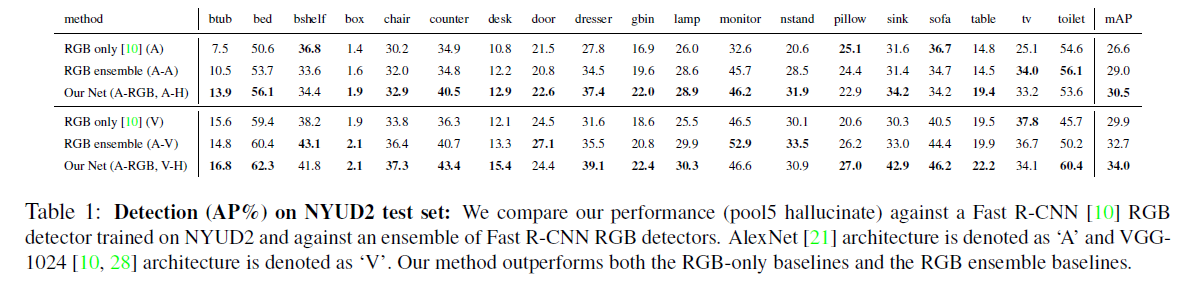 method btub bed bshelf box chair counter desk door dresser gbin lamp monitor nstand pillow sink sofa table tv toilet mAP
RGB only [10] (A) 7.5 50.6 36.8 1.4 30.2 34.9 10.8 21.5 27.8 16.9 26.0 32.6 20.6 25.1 31.6 36.7 14.8 25.1 54.6 26.6
RGB ensemble (A-A) 10.5 53.7 33.6 1.6 32.0 34.8 12.2 20.8 34.5 19.6 28.6 45.7 28.5 24.4 31.4 34.7 14.5 34.0 56.1 29.0
Our Net (A-RGB, A-H) 13.9 56.1 34.4 1.9 32.9 40.5 12.9 22.6 37.4 22.0 28.9 46.2 31.9 22.9 34.2 34.2 19.4 33.2 53.6 30.5
RGB only [10] (V) 15.6 59.4 38.2 1.9 33.8 36.3 12.1 24.5 31.6 18.6 25.5 46.5 30.1 20.6 30.3 40.5 19.5 37.8 45.7 29.9
RGB ensemble (A-V) 14.8 60.4 43.1 2.1 36.4 40.7 13.3 27.1 35.5 20.8 29.9 52.9 33.5 26.2 33.0 44.4 19.9 36.7 50.2 32.7
Our Net (A-RGB, V-H) 16.8 62.3 41.8 2.1 37.3 43.4 15.4 24.4 39.1 22.4 30.3 46.6 30.9 27.0 42.9 46.2 22.2 34.1 60.4 34.0
Table 1: Detection (AP%) on NYUD2 test set: We compare our performance (pool5 hallucinate) against a Fast R-CNN [10] RGB
detector trained on NYUD2 and against an ensemble of Fast R-CNN RGB detectors. AlexNet [21] architecture is denoted as ‘A’ and VGG-
1024 [10, 28] architecture is denoted as ‘V’. Our method outperforms both the RGB-only baselines and the RGB ensemble baselines.